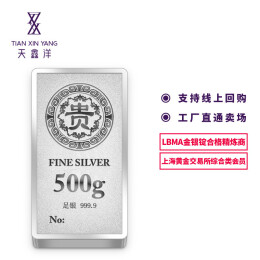 TIAN XIN YANG
天鑫洋
贵
FINE SILVER
500g
足银 999.9
No:
支持线上回购
工厂直通卖场
LBMA金银锭合格精炼商
上海黄金交易所综合类会员